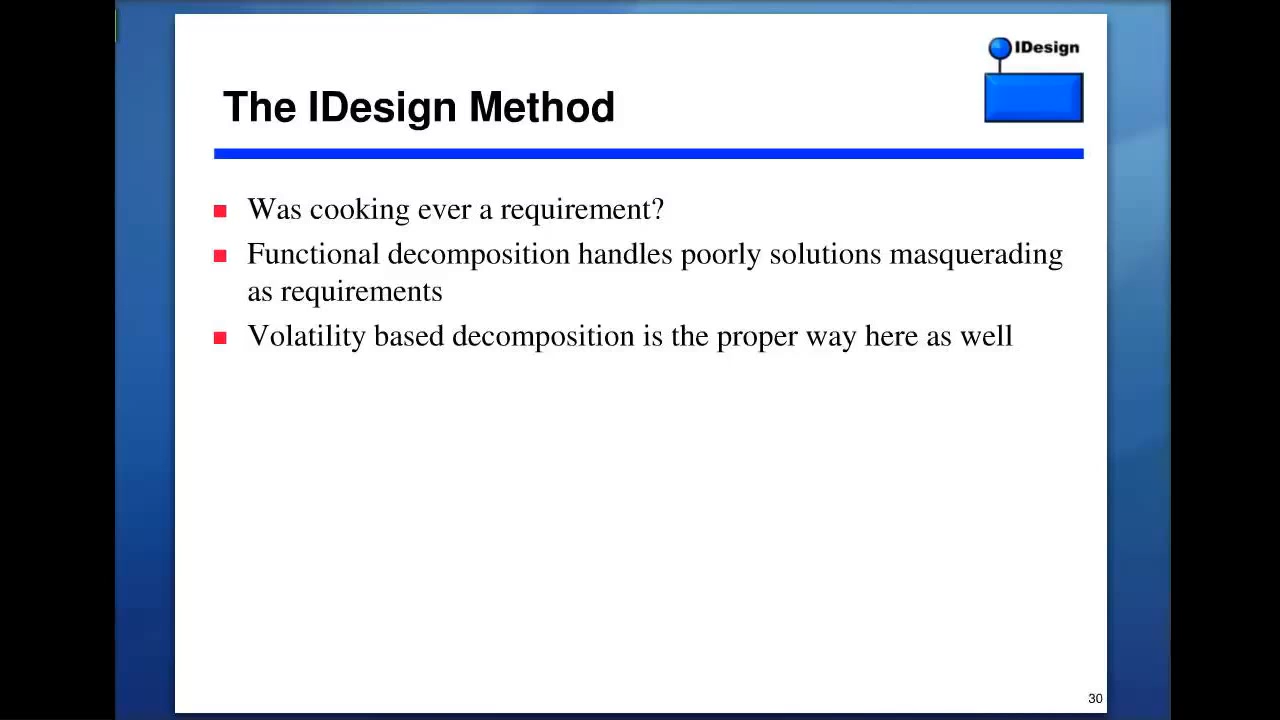 IDesign
The IDesign Method
Was cooking ever a requirement?
Functional decomposition handles poorly solutions masquerading
as requirements
Volatility based decomposition is the proper way here as well
30